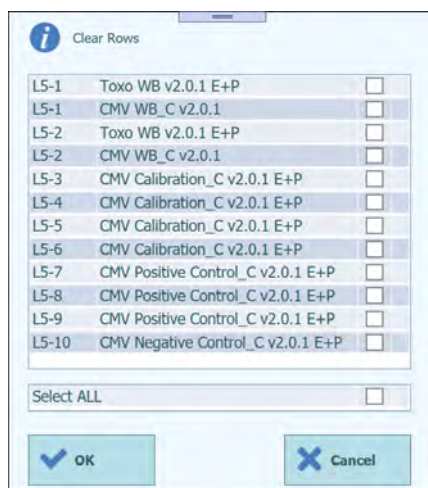 Clear Rows
L5-1 Toxo WB v2.0.1 E+P
L5-1 CMV WB_C v2.0.1
L5-2 Toxo WB v2.0.1 E+P
L5-2 CMV WB_C v2.0.1
L5-3 CMV Calibration_C v2.0.1 E+P
L5-4 CMV Calibration_C v2.0.1 E+P
L5-5 CMV Calibration_C v2.0.1 E+P
L5-6 CMV Calibration_C v2.0.1 E+P
L5-7 CMV Positive Control_C v2.0.1 E+P
L5-8 CMV Positive Control_C v2.0.1 E+P
L5-9 CMV Positive Control_C v2.0.1 E+P
L5-10 CMV Negative Control_C v2.0.1 E+P
Select ALL
OK Cancel